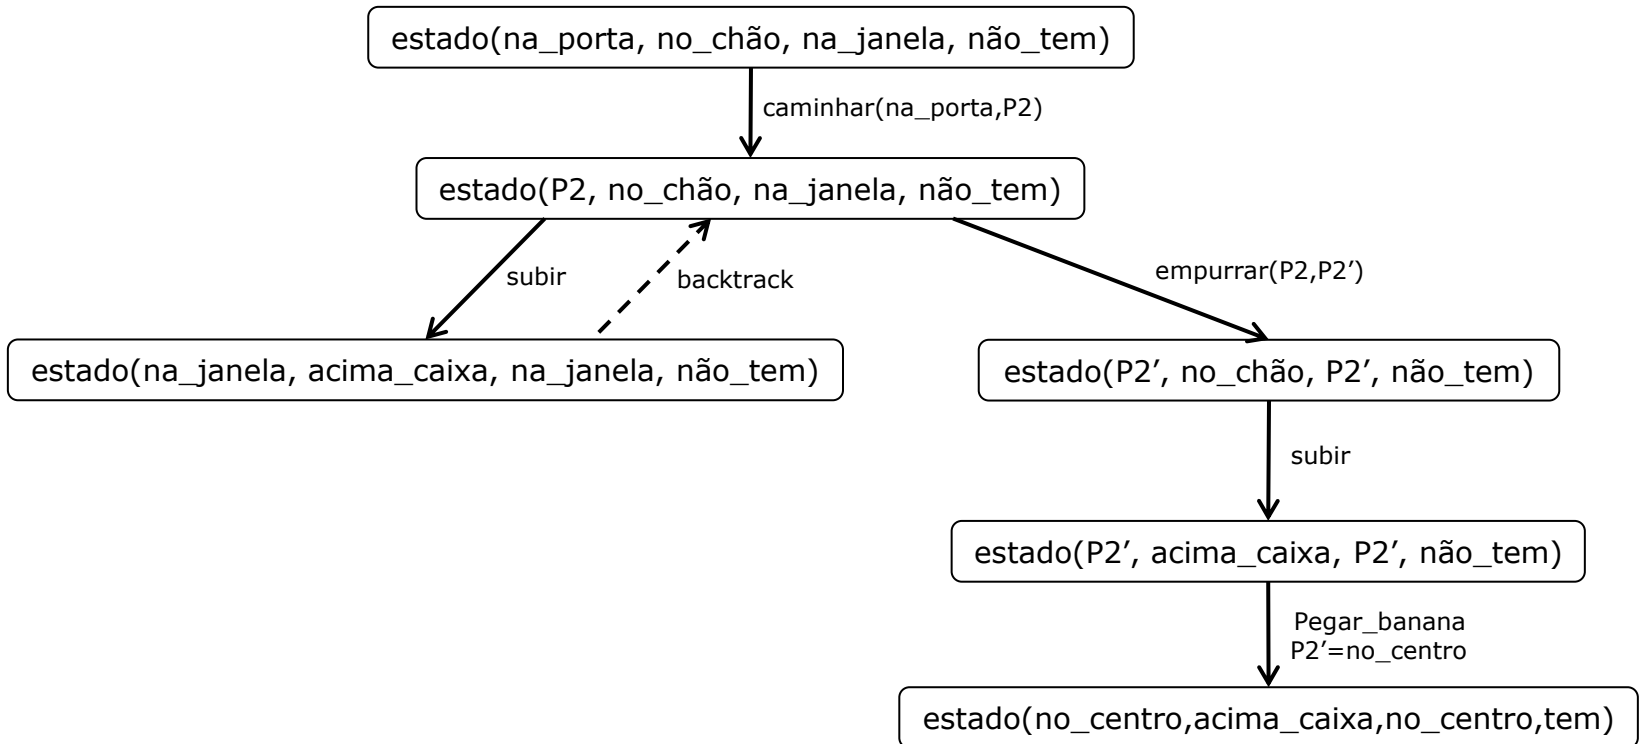 estado(na_porta, no_chão, na_janela, não_tem)
caminhar(na_porta,P2)
estado(P2, no_chão, na_janela, não_tem)
subir
backtrack
empurrar(P2,P2’)
estado(na_janela, acima_caixa, na_janela, não_tem)
estado(P2’, no_chão, P2’, não_tem)
subir
estado(P2’, acima_caixa, P2’, não_tem)
Pegar_banana
P2’=no_centro
estado(no_centro,acima_caixa,no_centro,tem)